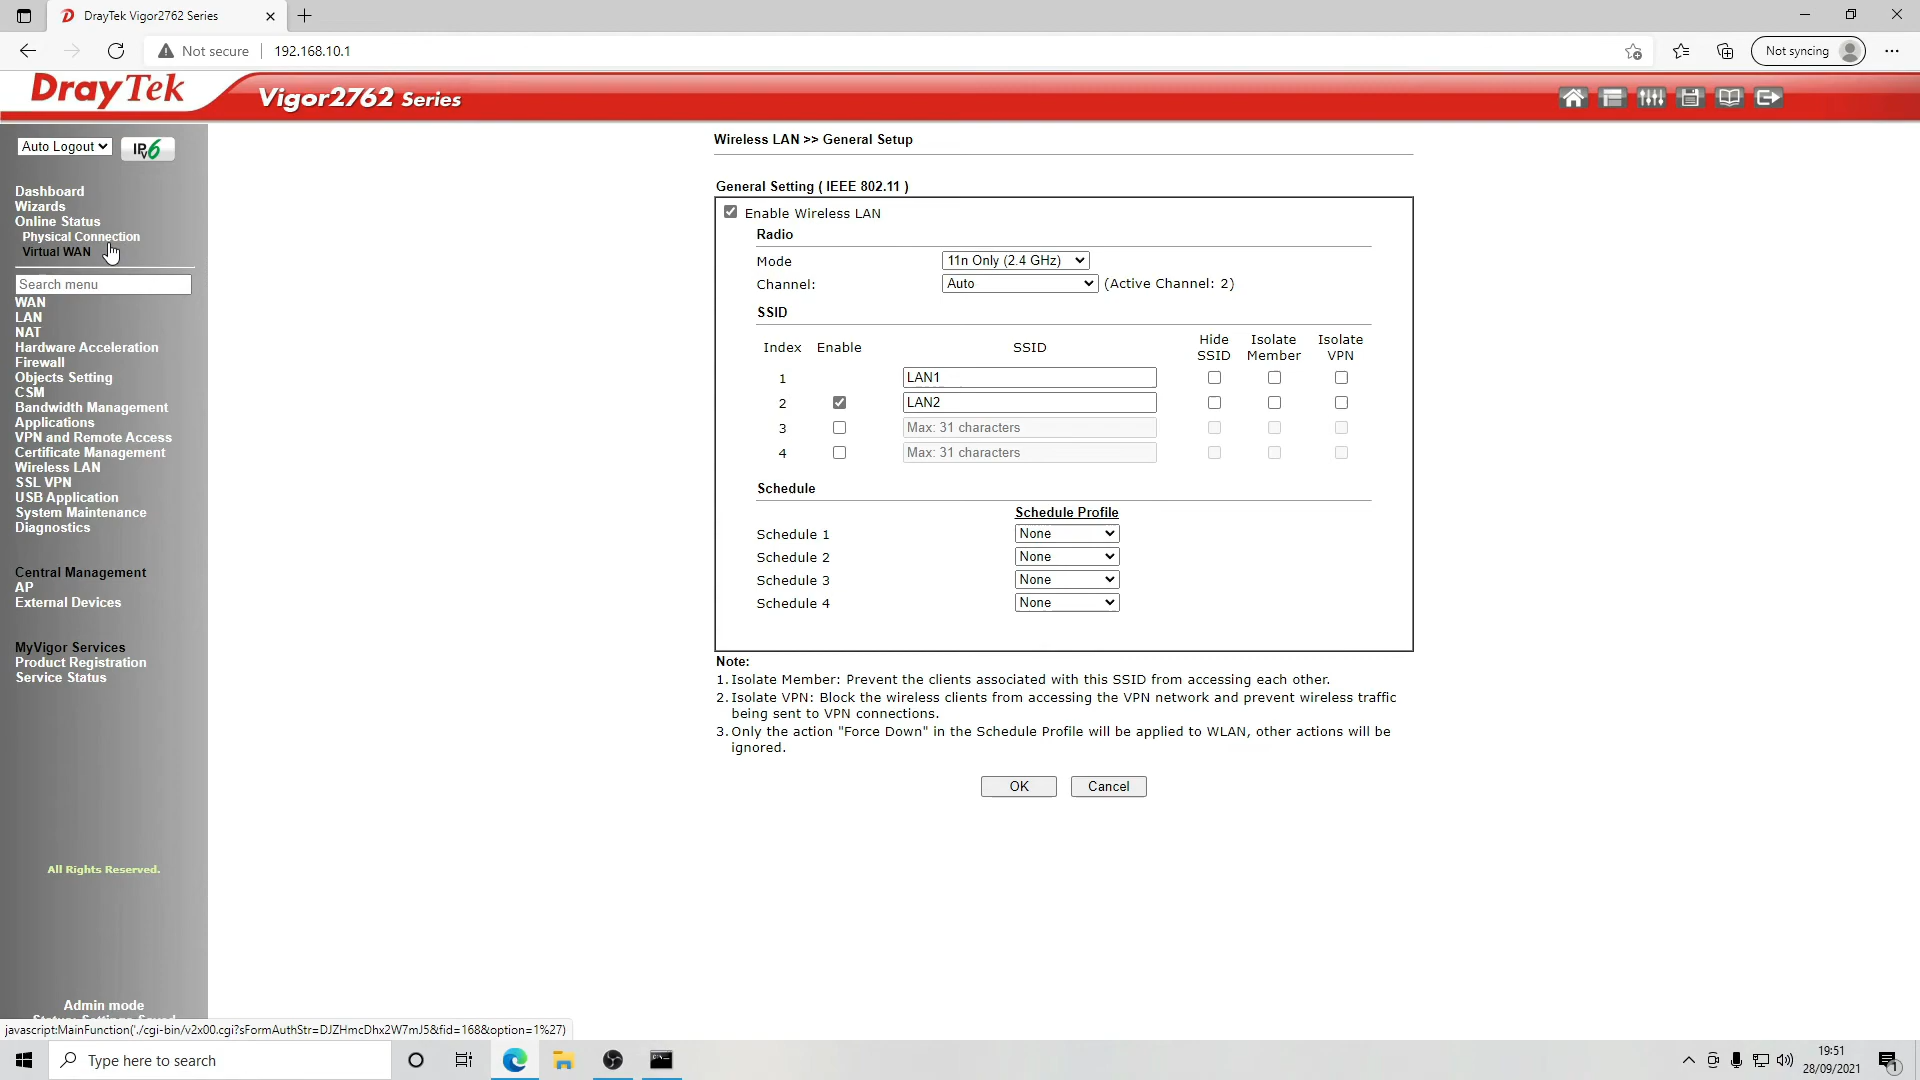 DrayTek Vigor2762 Series
Not secure
192.168.10.1
Not syncing
DrayTek
Vigor2762 Series
Auto Logout
IPv6
Dashboard
Wizards
Online Status
Physical Connection
Virtual WAN
Search menu
WAN
LAN
NAT
Hardware Acceleration
Firewall
Objects Setting
CSM
Bandwidth Management
Applications
VPN and Remote Access
Certificate Management
Wireless LAN
SSL VPN
USB Application
System Maintenance
Diagnostics
Central Management
AP
External Devices
MyVigor Services
Product Registration
Service Status
All Rights Reserved.
Admin mode
Status: Settings Saved
javascript:MainFunction('./cgi-bin/v2x00.cgi?sFormAuthStr=DJZHmcDhx2W7mJ5&fid=168&option=1%27)
Wireless LAN >> General Setup
General Setting ( IEEE 802.11 )
Enable Wireless LAN
Radio
Mode 11n Only (2.4 GHz)
Channel: Auto (Active Channel: 2)
SSID
Index Enable SSID Hide SSID Isolate Member Isolate VPN
1 LAN1
2 LAN2
3 Max: 31 characters
4 Max: 31 characters
Schedule
Schedule Profile
Schedule 1 None
Schedule 2 None
Schedule 3 None
Schedule 4 None
Note:
1. Isolate Member: Prevent the clients associated with this SSID from accessing each other.
2. Isolate VPN: Block the wireless clients from accessing the VPN network and prevent wireless traffic
being sent to VPN connections.
3. Only the action "Force Down" in the Schedule Profile will be applied to WLAN, other actions will be
ignored.
OK Cancel
Type here to search
19:51
28/09/2021
1